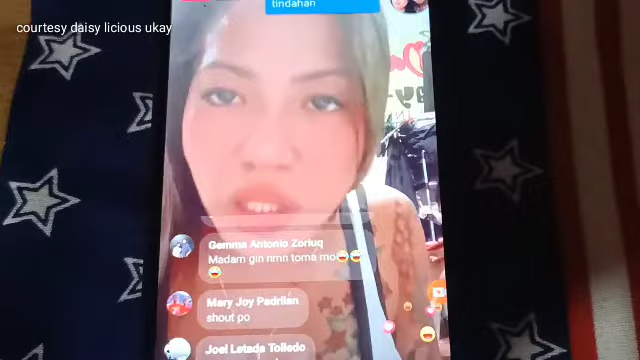 courtesy daisy licious ukay
tindahan
Gemma Antonio Zoriuq
Madam gin nmn toma mo😆😆
😆
Mary Joy Padrilan
shout po
Joel Letada Tolledo